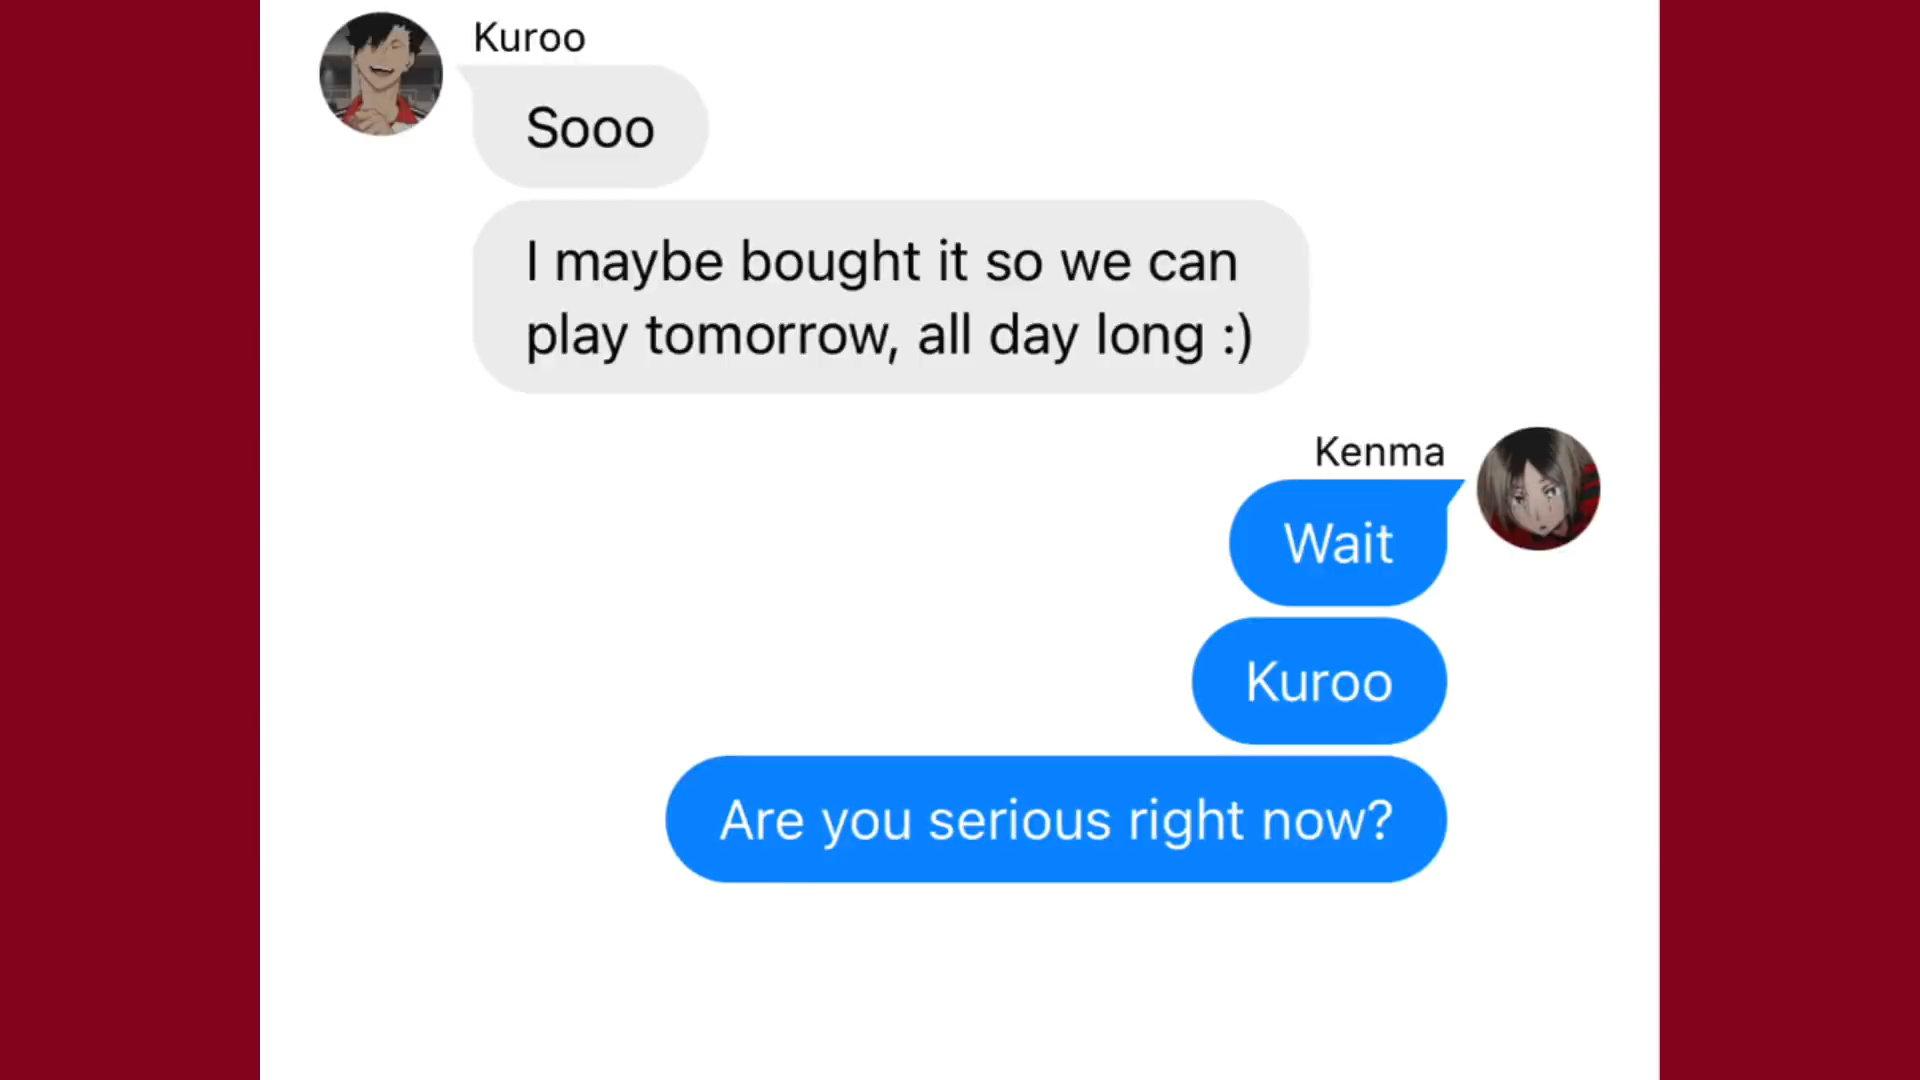 Kuroo
Sooo
I maybe bought it so we can
play tomorrow, all day long :)
Kenma
Wait
Kuroo
Are you serious right now?